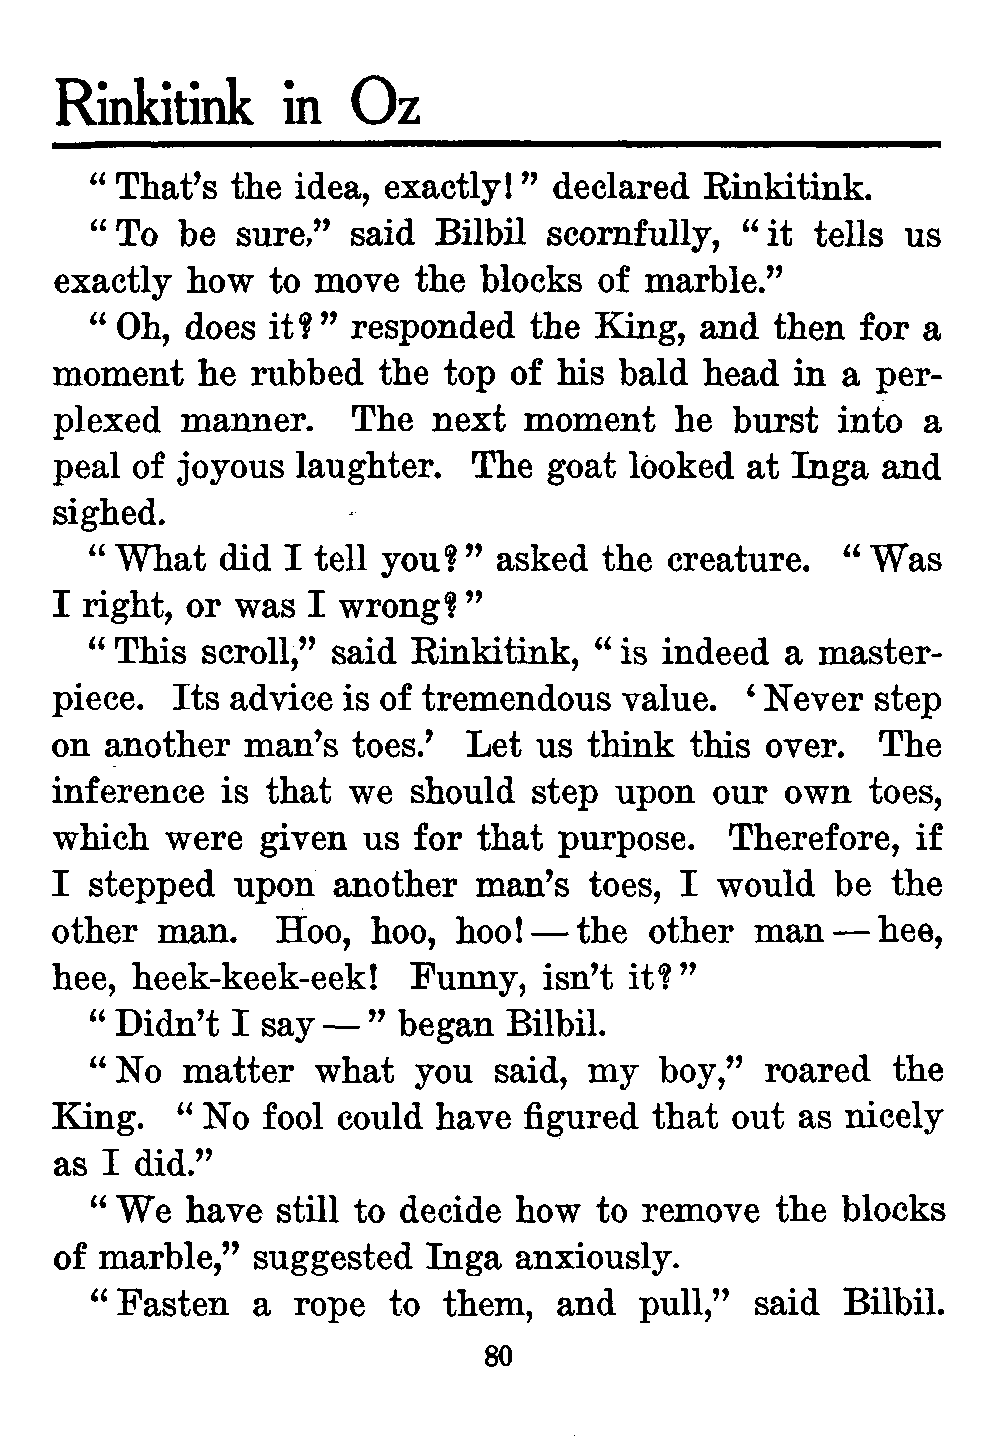 Rinkitink in Oz
"That's the idea, exactly!" declared Rinkitink.
"To be sure," said Bilbil scornfully, "it tells us
exactly how to move the blocks of marble."
"Oh, does it?" responded the King, and then for a
moment he rubbed the top of his bald head in a per-
plexed manner. The next moment he burst into a
peal of joyous laughter. The goat looked at Inga and
sighed.
"What did I tell you?" asked the creature. "Was
I right, or was I wrong?"
"This scroll," said Rinkitink, "is indeed a master-
piece. Its advice is of tremendous value. 'Never step
on another man's toes.' Let us think this over. The
inference is that we should step upon our own toes,
which were given us for that purpose. Therefore, if
I stepped upon another man's toes, I would be the
other man. Hoo, hoo, hoo!—the other man—hee,
hee, heek-keek-eek! Funny, isn't it?"
"Didn't I say—" began Bilbil.
"No matter what you said, my boy," roared the
King. "No fool could have figured that out as nicely
as I did."
"We have still to decide how to remove the blocks
of marble," suggested Inga anxiously.
"Fasten a rope to them, and pull," said Bilbil.
80